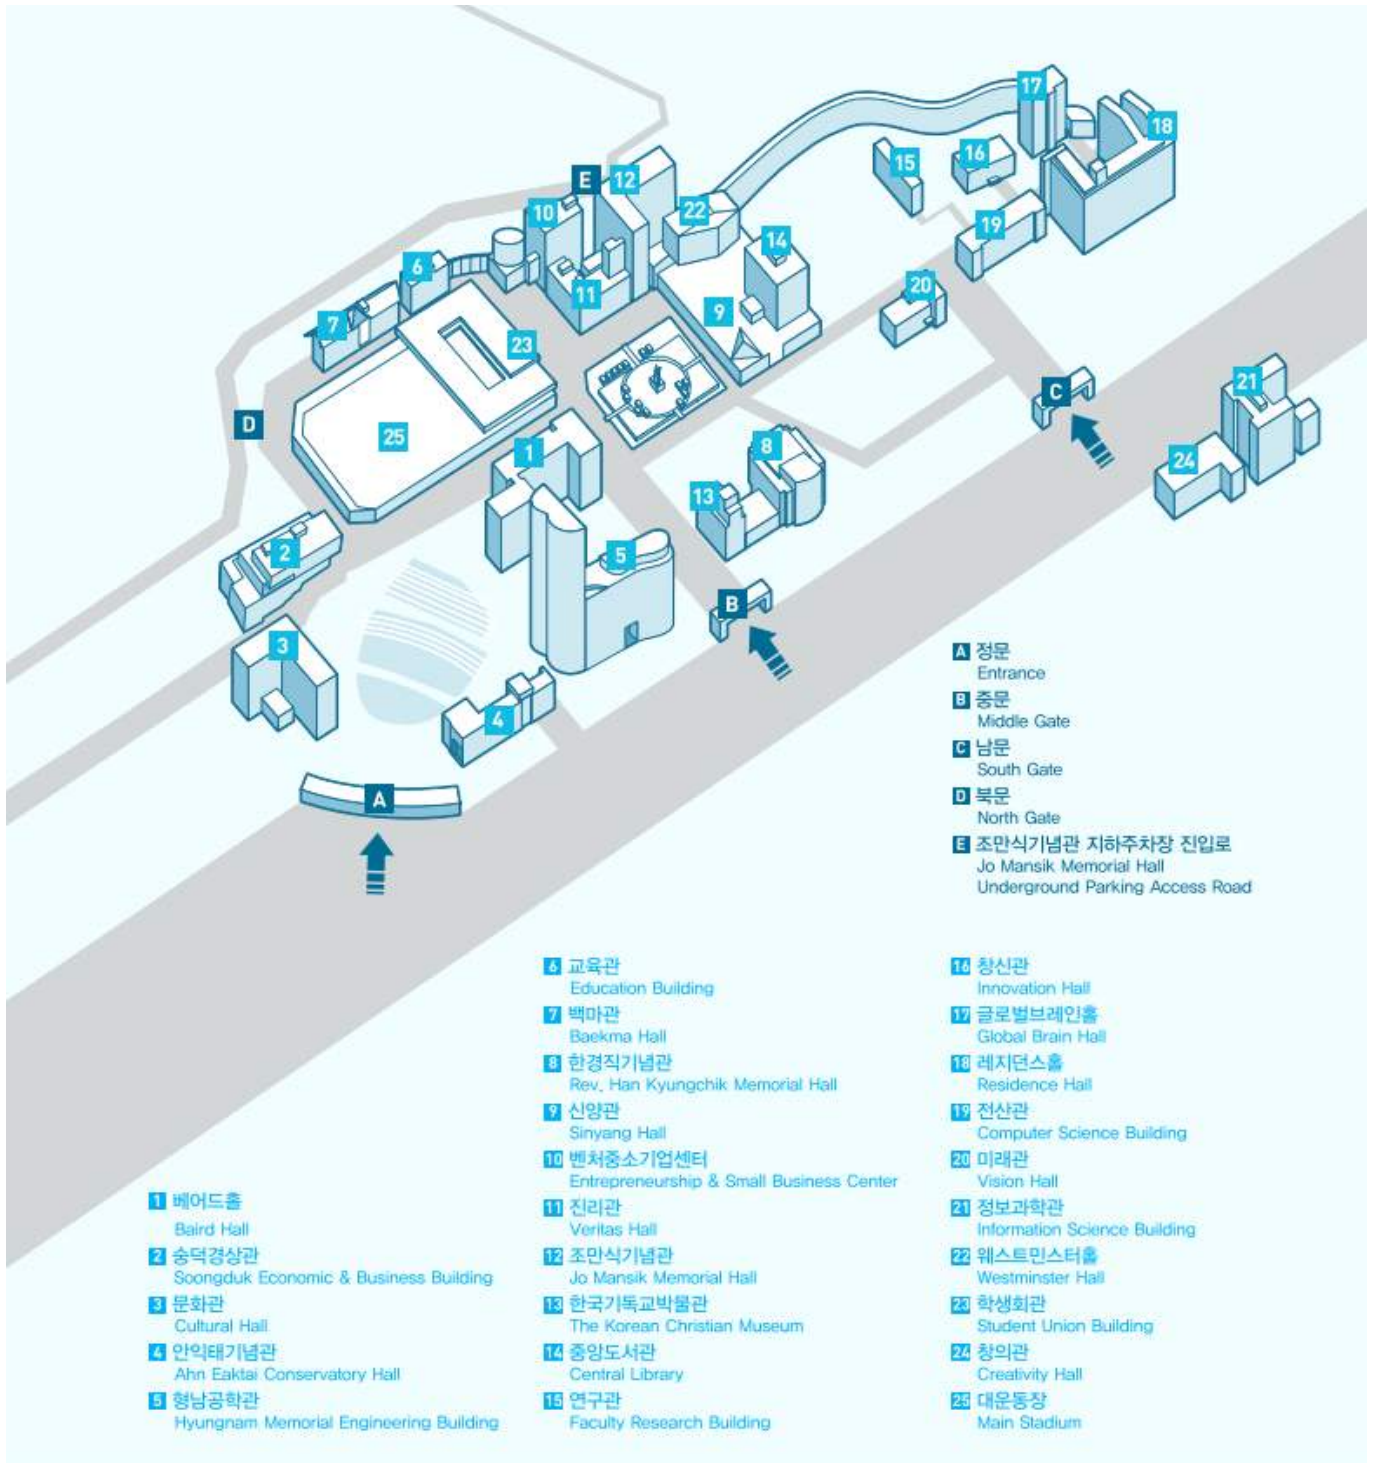 17
18
16
15
E
12
10
22
19
14
6
20
11
9
7
23
21
C
D
25
1
8
24
13
2
5
B
3
4
A
A 정문
Entrance
B 중문
Middle Gate
C 남문
South Gate
D 북문
North Gate
E 조만식기념관 지하주차장 진입로
Jo Mansik Memorial Hall
Underground Parking Access Road
1 베어드홀
Baird Hall
2 숭덕경상관
Soongduk Economic & Business Building
3 문화관
Cultural Hall
4 안익태기념관
Ahn Eaktai Conservatory Hall
5 형남공학관
Hyungnam Memorial Engineering Building
6 교육관
Education Building
7 백마관
Baekma Hall
8 한경직기념관
Rev. Han Kyungchik Memorial Hall
9 신양관
Sinyang Hall
10 벤처중소기업센터
Entrepreneurship & Small Business Center
11 진리관
Veritas Hall
12 조만식기념관
Jo Mansik Memorial Hall
13 한국기독교박물관
The Korean Christian Museum
14 중앙도서관
Central Library
15 연구관
Faculty Research Building
16 창신관
Innovation Hall
17 글로벌브레인홀
Global Brain Hall
18 레지던스홀
Residence Hall
19 전산관
Computer Science Building
20 미래관
Vision Hall
21 정보과학관
Information Science Building
22 웨스트민스터홀
Westminster Hall
23 학생회관
Student Union Building
24 창의관
Creativity Hall
25 대운동장
Main Stadium